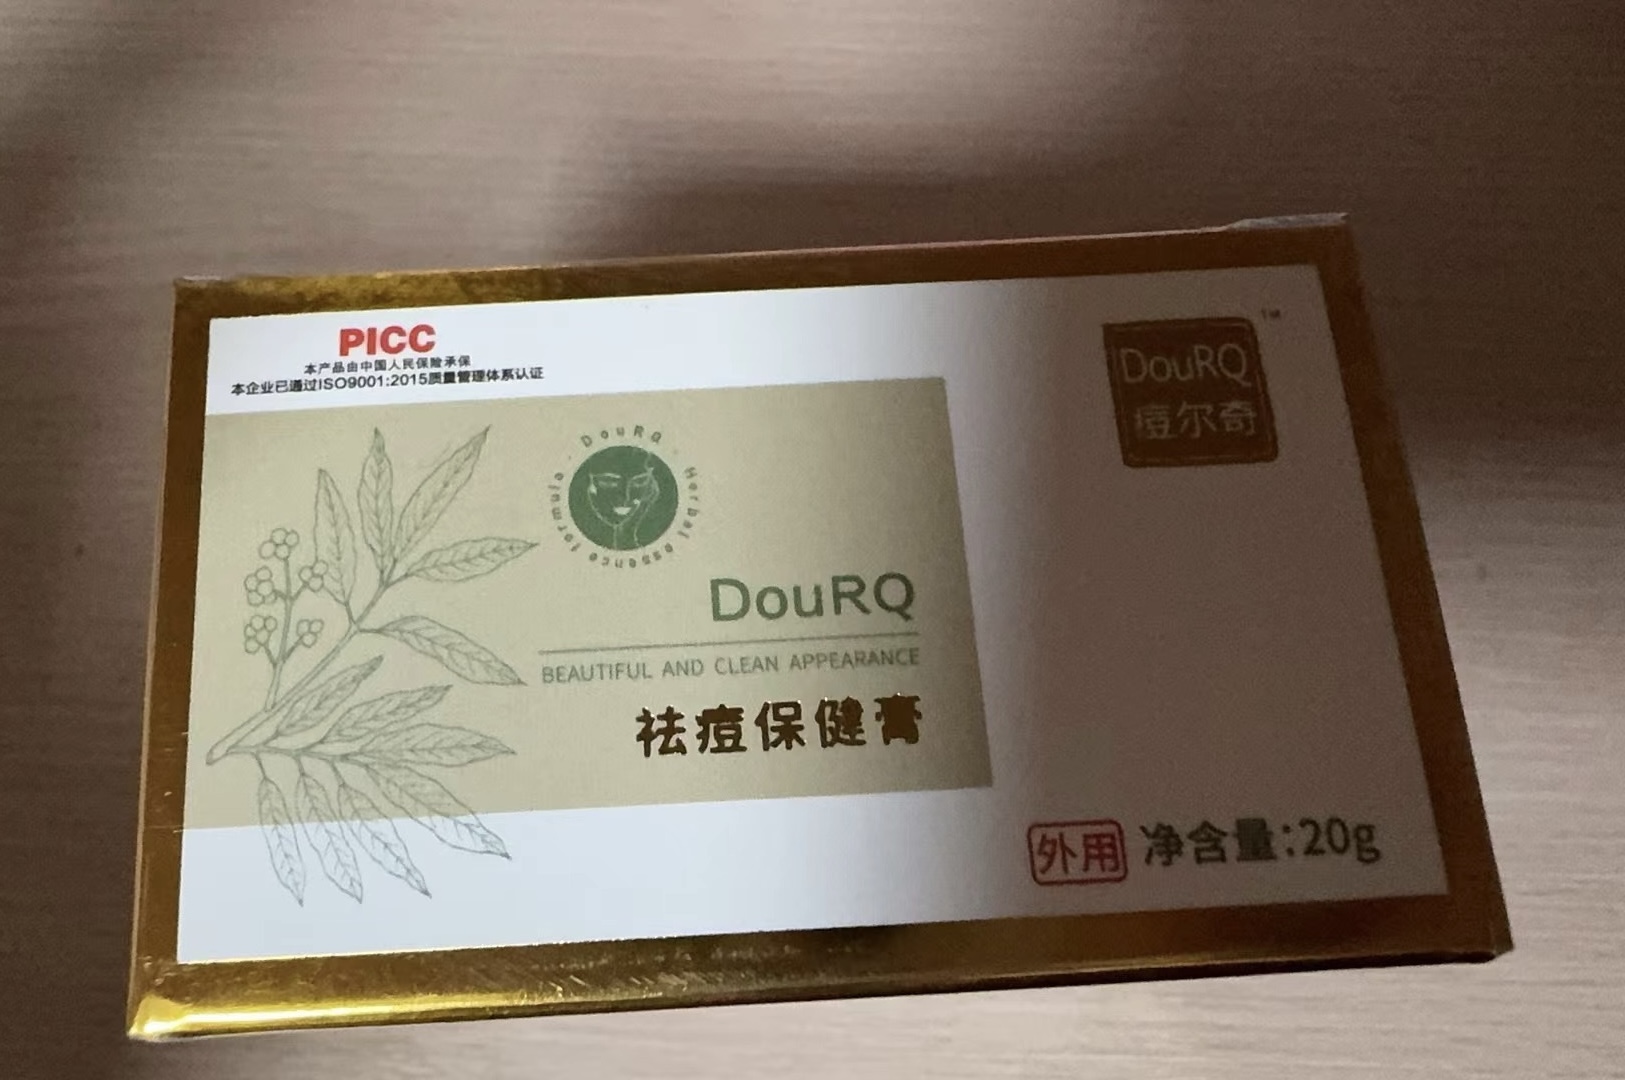 PICC
本产品由中国人民保险承保
本企业已通过ISO9001:2015质量管理体系认证
TM
DouRQ
痘尔奇
DouRQ · Herbal essence formula ·
DouRQ
BEAUTIFUL AND CLEAN APPEARANCE
祛痘保健膏
外用 净含量:20g